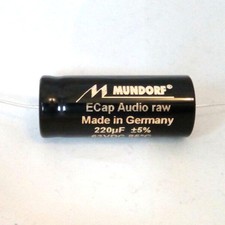 MUNDORF®
ECap Audio raw
Made in Germany
220µF ±5%